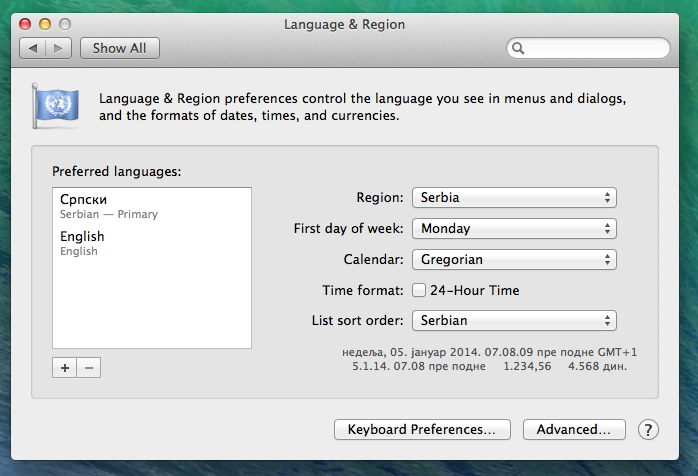 Language & Region
Show All
Language & Region preferences control the language you see in menus and dialogs,
and the formats of dates, times, and currencies.
Preferred languages:
Српски
Serbian — Primary
English
English
Region: Serbia
First day of week: Monday
Calendar: Gregorian
Time format: 24-Hour Time
List sort order: Serbian
недеља, 05. јануар 2014. 07.08.09 пре подне GMT+1
5.1.14. 07.08 пре подне 1.234,56 4.568 дин.
+ −
Keyboard Preferences... Advanced... ?